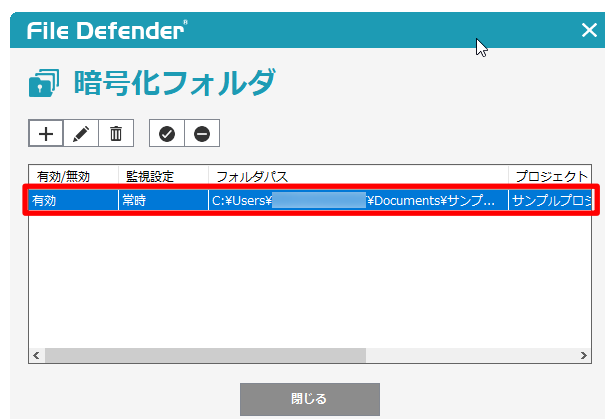 File Defender®
暗号化フォルダ
有効/無効 監視設定 フォルダパス プロジェクト
有効 常時 C:¥Users¥ ¥Documents¥サンプ... サンプルプロジ
閉じる